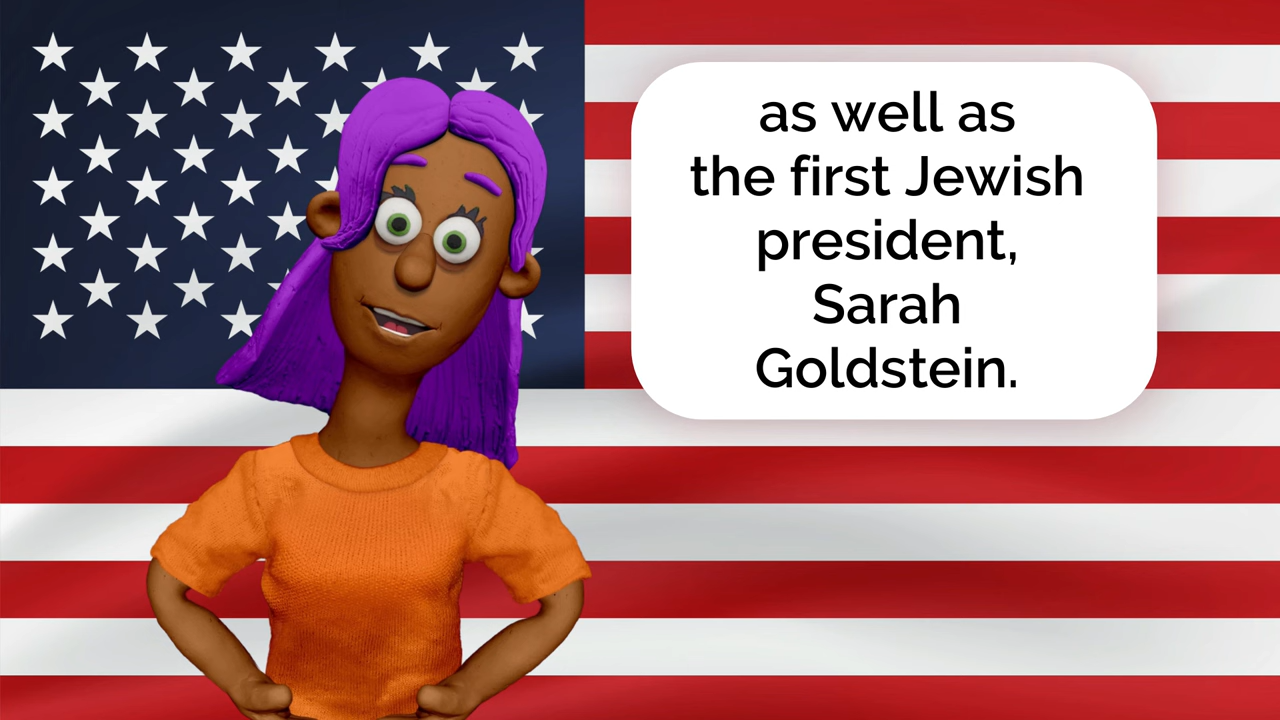 as well as
the first Jewish
president,
Sarah
Goldstein.